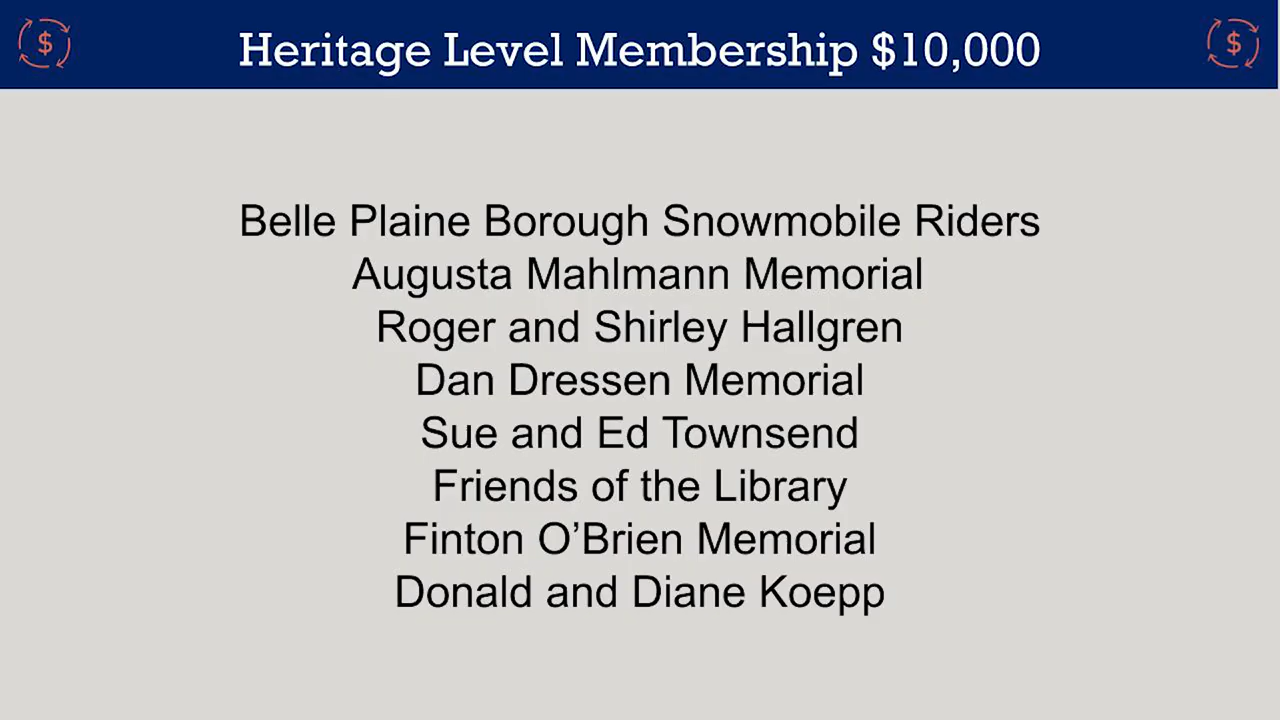 Heritage Level Membership $10,000
$
$
Belle Plaine Borough Snowmobile Riders
Augusta Mahlmann Memorial
Roger and Shirley Hallgren
Dan Dressen Memorial
Sue and Ed Townsend
Friends of the Library
Finton O’Brien Memorial
Donald and Diane Koepp